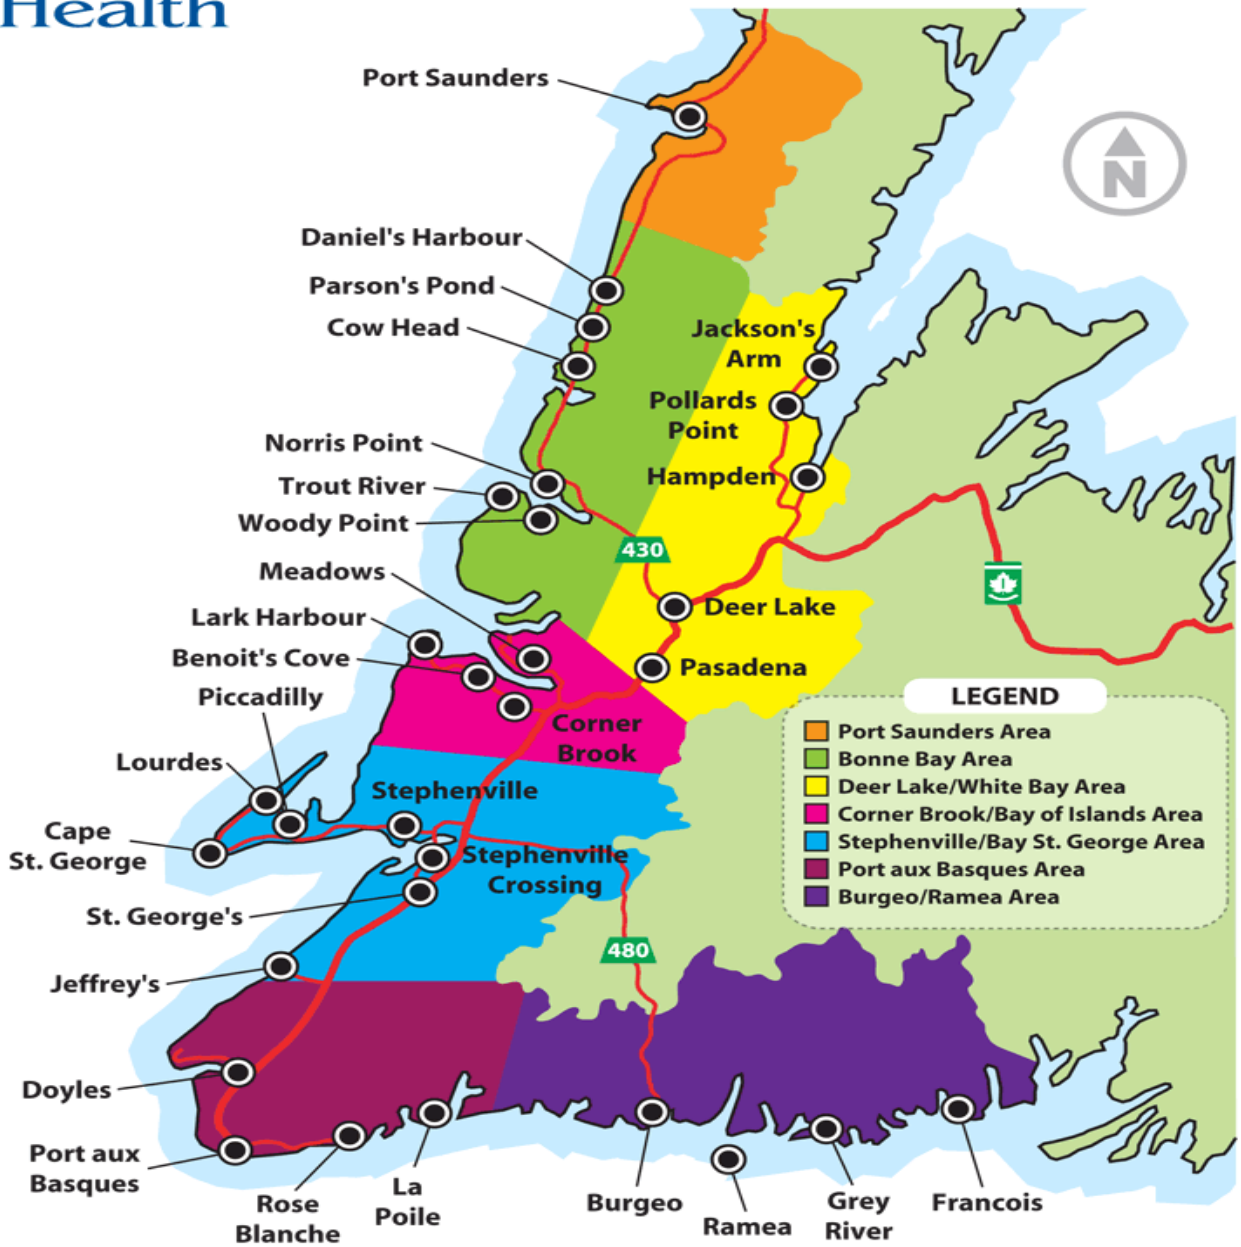 Health
Port Saunders
N
Daniel's Harbour
Parson's Pond
Cow Head
Jackson's
Arm
Pollards
Point
Norris Point
Hampden
Trout River
Woody Point
430
Meadows
1
Deer Lake
Lark Harbour
Benoit's Cove
Pasadena
Piccadilly
Corner
Brook
Lourdes
Stephenville
Cape
St. George
Stephenville
Crossing
St. George's
480
Jeffrey's
Doyles
Port aux
Basques
Rose
Blanche
La
Poile
Burgeo
Ramea
Grey
River
Francois
LEGEND
Port Saunders Area
Bonne Bay Area
Deer Lake/White Bay Area
Corner Brook/Bay of Islands Area
Stephenville/Bay St. George Area
Port aux Basques Area
Burgeo/Ramea Area